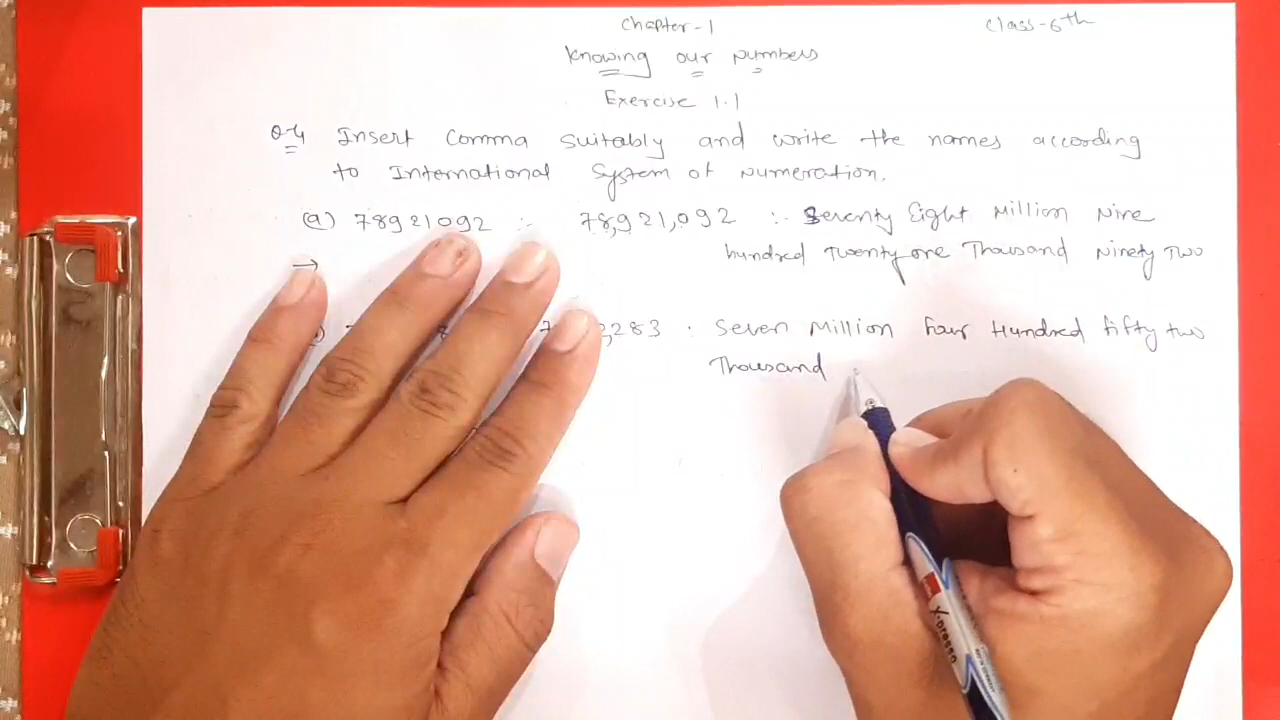 Chapter-1
Class-6th
Knowing our numbers
Exercise 1.1
Q4 Insert Comma suitably and write the names according
to International System of Numeration.
(a) 78921092 :- 78,921,092 :- Seventy Eight Million Nine
hundred Twenty one Thousand Ninety Two
→
,283 . Seven Million Four Hundred fifty two
Thousand
X-presso